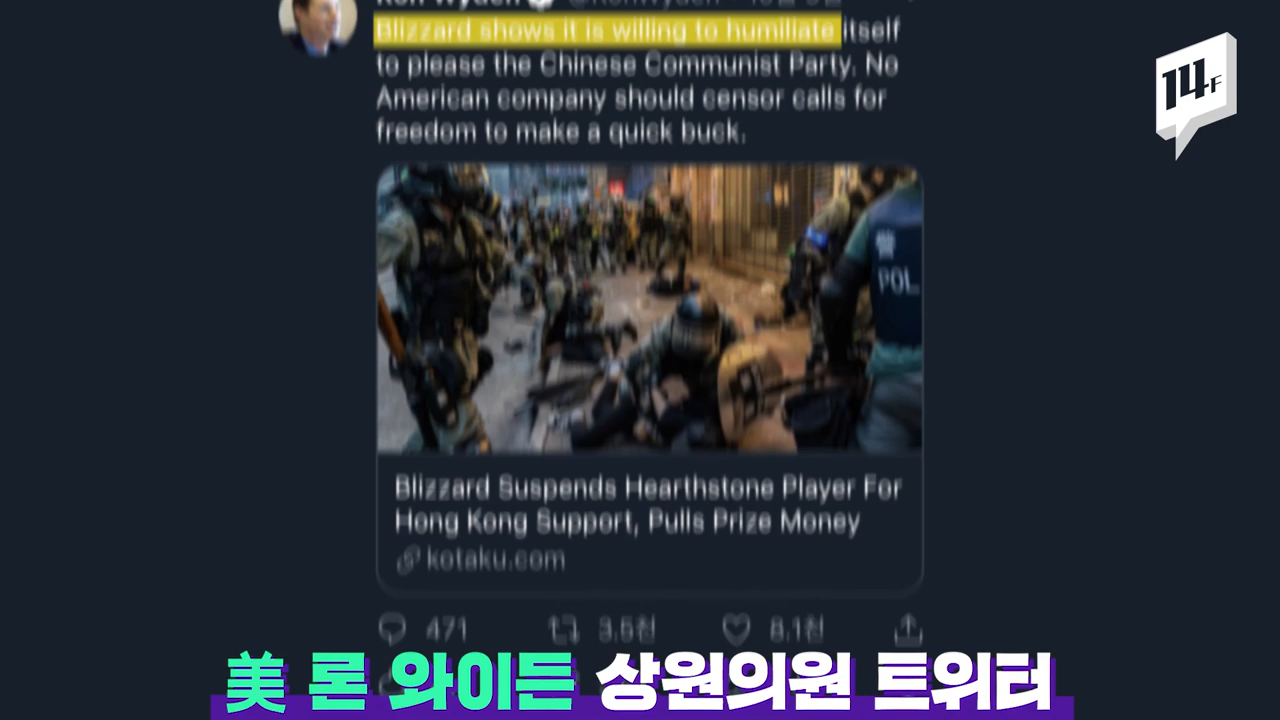 Ron Wyden
Blizzard shows it is willing to humiliate itself
to please the Chinese Communist Party. No
American company should censor calls for
freedom to make a quick buck.
14F
POL
Blizzard Suspends Hearthstone Player For
Hong Kong Support, Pulls Prize Money
kotaku.com
471 3.5천 8.1천
美 론 와이든 상원의원 트위터